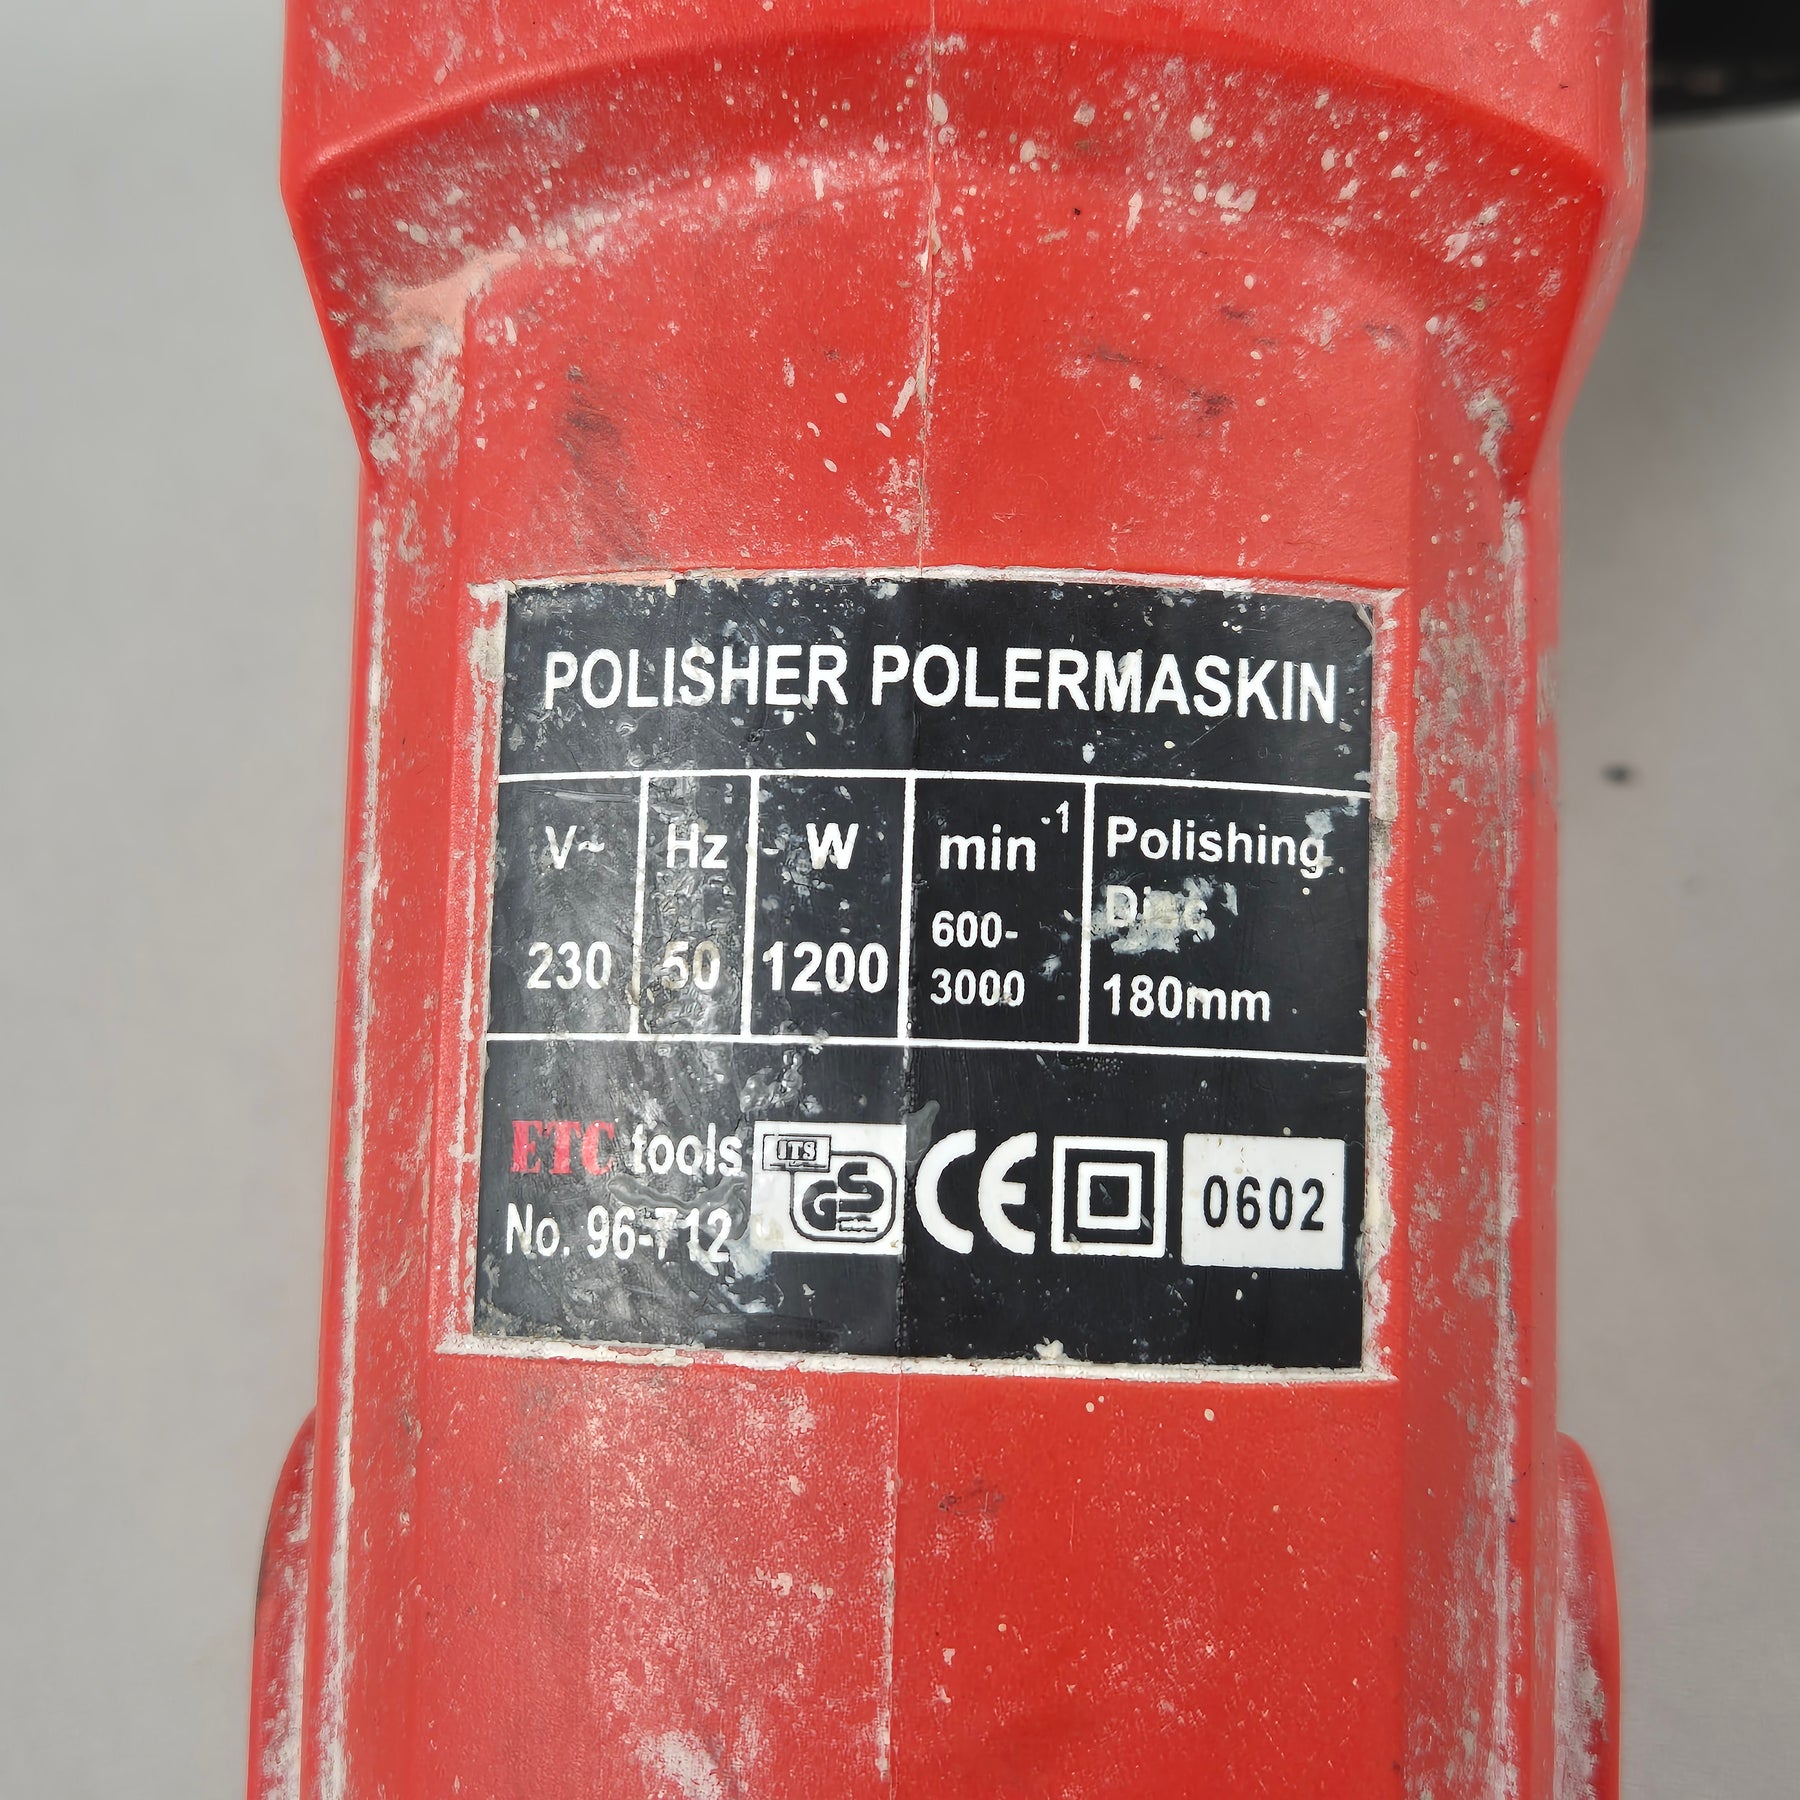 POLISHER POLERMASKIN
V~ Hz W min⁻¹ Polishing
Disc
230 50 1200 600-
3000 180mm
ETC tools ITS GS CE 0602
No. 96-712